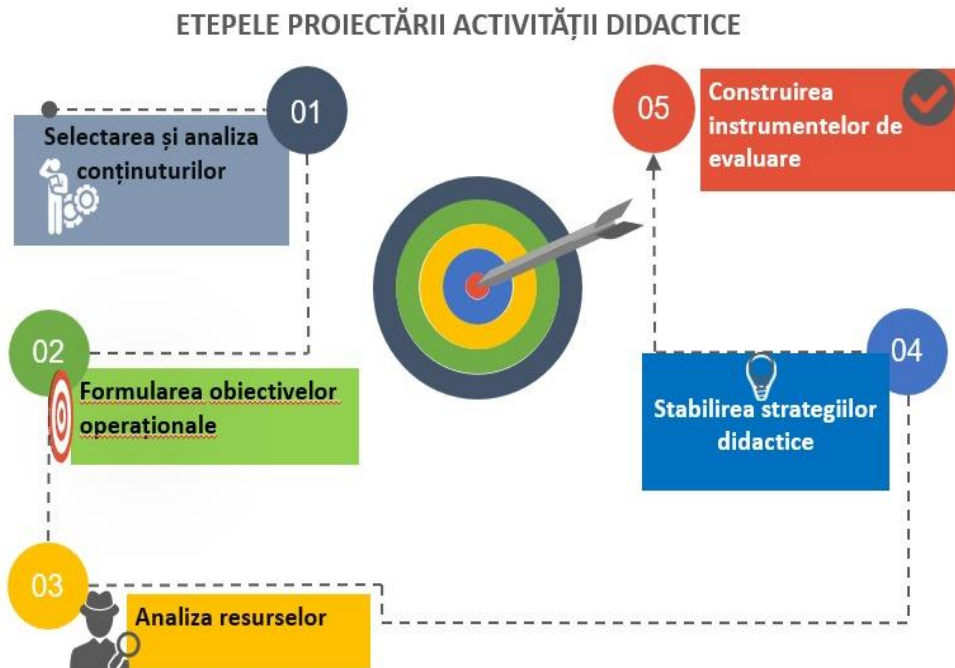 ETEPELE PROIECTĂRII ACTIVITĂȚII DIDACTICE
01
Selectarea și analiza
conținuturilor
02
Formularea obiectivelor
operaționale
03
Analiza resurselor
04
Stabilirea strategiilor
didactice
05
Construirea
instrumentelor de
evaluare